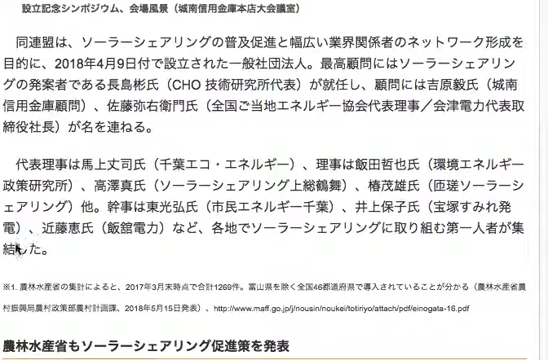 設立記念シンポジウム、会場風景（城南信用金庫本店大会議室）
同連盟は、ソーラーシェアリングの普及促進と幅広い業界関係者のネットワーク形成を
目的に、2018年4月9日付で設立された一般社団法人。最高顧問にはソーラーシェアリン
グの発案者である長島彬氏（CHO 技術研究所代表）が就任し、顧問には吉原毅氏（城南
信用金庫顧問）、佐藤弥右衛門氏（全国ご当地エネルギー協会代表理事／会津電力代表取
締役社長）が名を連ねる。
代表理事は馬上丈司氏（千葉エコ・エネルギー）、理事は飯田哲也氏（環境エネルギー
政策研究所）、高澤真氏（ソーラーシェアリング上総鶴舞）、椿茂雄氏（匝瑳ソーラーシ
ェアリング）他。幹事は東光弘氏（市民エネルギー千葉）、井上保子氏（宝塚すみれ発
電）、近藤恵氏（飯舘電力）など、各地でソーラーシェアリングに取り組む第一人者が集
結した。
※1. 農林水産省の集計によると、2017年3月末時点で合計1269件。富山県を除く全国46都道府県で導入されていることが分かる（農林水産省農
村振興局農村政策部農村計画課、2018年5月15日発表）、http://www.maff.go.jp/j/nousin/noukei/totiriyo/attach/pdf/einogata-16.pdf
農林水産省もソーラーシェアリング促進策を発表